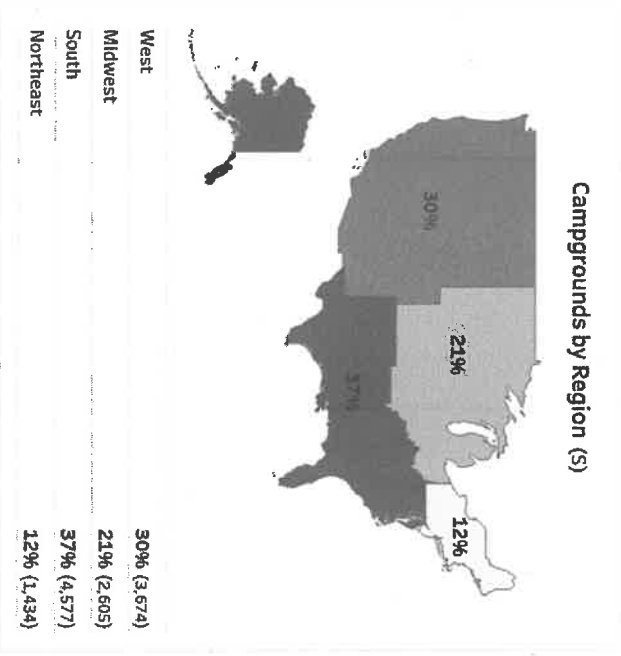 Campgrounds by Region (S)
30%
21%
12%
37%
West 30% (3,674)
Midwest 21% (2,605)
South 37% (4,577)
Northeast 12% (1,434)